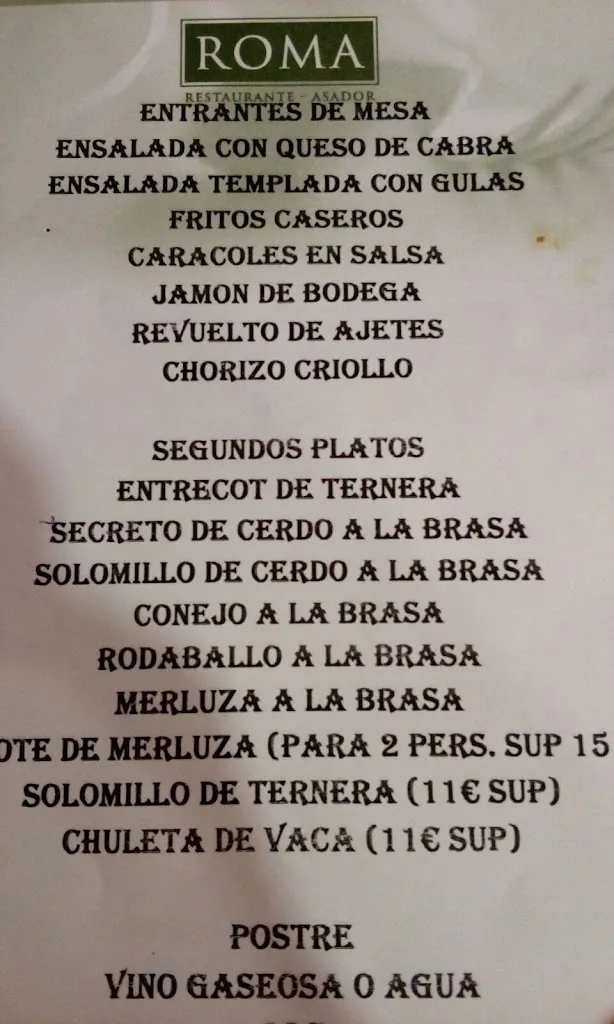 ROMA
RESTAURANTE - ASADOR
ENTRANTES DE MESA
ENSALADA CON QUESO DE CABRA
ENSALADA TEMPLADA CON GULAS
FRITOS CASEROS
CARACOLES EN SALSA
JAMON DE BODEGA
REVUELTO DE AJETES
CHORIZO CRIOLLO
SEGUNDOS PLATOS
ENTRECOT DE TERNERA
SECRETO DE CERDO A LA BRASA
SOLOMILLO DE CERDO A LA BRASA
CONEJO A LA BRASA
RODABALLO A LA BRASA
MERLUZA A LA BRASA
OTE DE MERLUZA (PARA 2 PERS. SUP 15
SOLOMILLO DE TERNERA (11€ SUP)
CHULETA DE VACA (11€ SUP)
POSTRE
VINO GASEOSA O AGUA